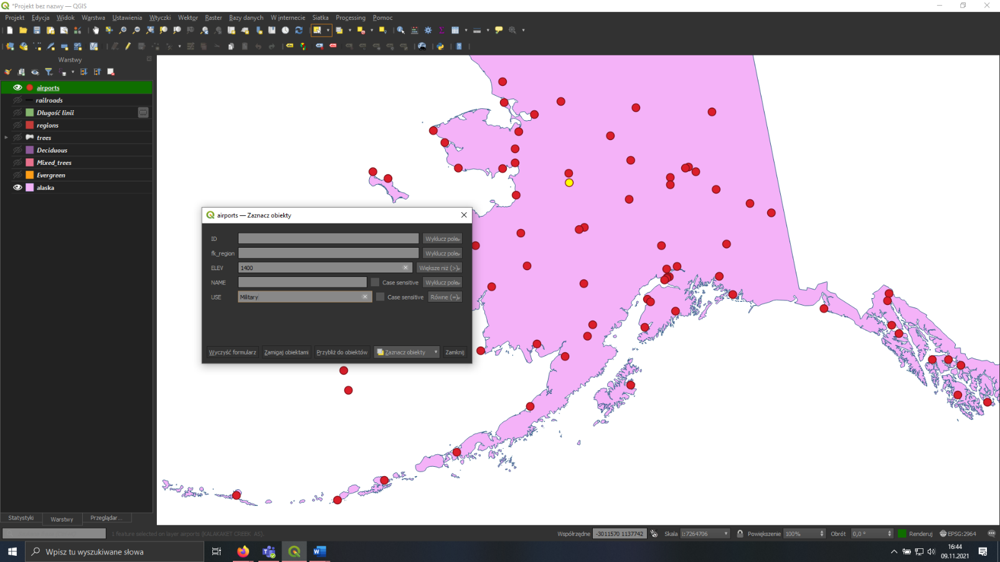 *Projekt bez nazwy — QGIS
Projekt Edycja Widok Warstwa Ustawienia Wtyczki Wektor Raster Bazy danych W internecie Siatka Processing Pomoc
Warstwy
airports
railroads
Długość linii
regions
trees
Deciduous
Mixed_trees
Evergreen
alaska
airports — Zaznacz obiekty
ID Wyklucz pole
fk_region Wyklucz pole
ELEV 1400 Większe niż (>)
NAME Case sensitive Wyklucz pole
USE Military Case sensitive Równe (=)
Wyczyść formularz Zamigaj obiektami Przybliż do obiektów Zaznacz obiekty Zamknij
Statystyki Warstwy Przeglądar...
1 feature selected on layer airports (KALAKAKET CREEK AS).
Współrzędne -3011570 1137742 Skala 1:7264706 Powiększenie 100% Obrót 0,0 ° Renderuj EPSG:2964
Wpisz tu wyszukiwane słowa
16:44
09.11.2021